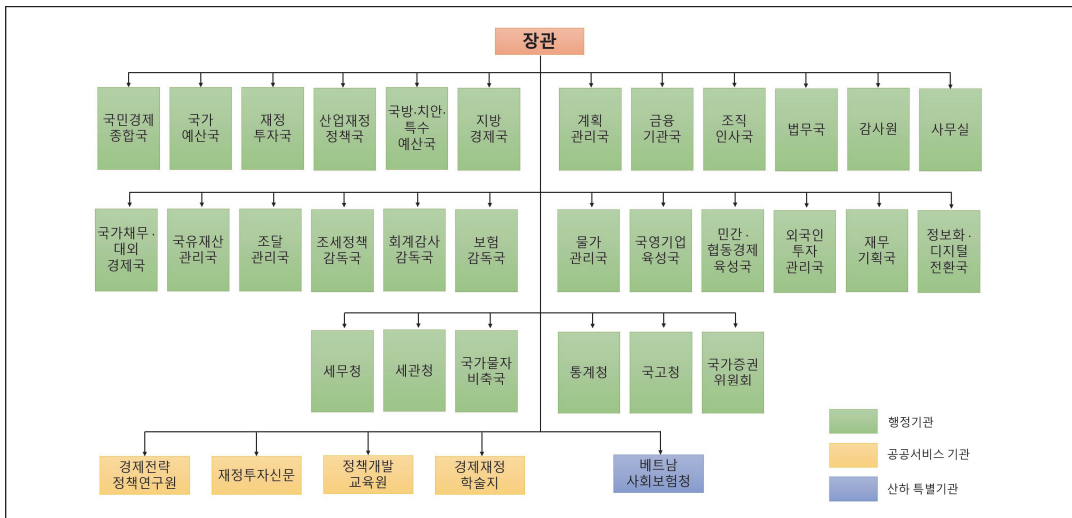 장관
국민경제
종합국
국가
예산국
재정
투자국
산업재정
정책국
국방·치안·
특수
예산국
지방
경제국
계획
관리국
금융
기관국
조직
인사국
법무국
감사원
사무실
국가채무·
대외
경제국
국유재산
관리국
조달
관리국
조세정책
감독국
회계감사
감독국
보험
감독국
물가
관리국
국영기업
육성국
민간·
협동경제
육성국
외국인
투자
관리국
재무
기획국
정보화·
디지털
전환국
세무청
세관청
국가물자
비축국
통계청
국고청
국가증권
위원회
행정기관
공공서비스 기관
산하 특별기관
경제전략
정책연구원
재정투자신문
정책개발
교육원
경제재정
학술지
베트남
사회보험청